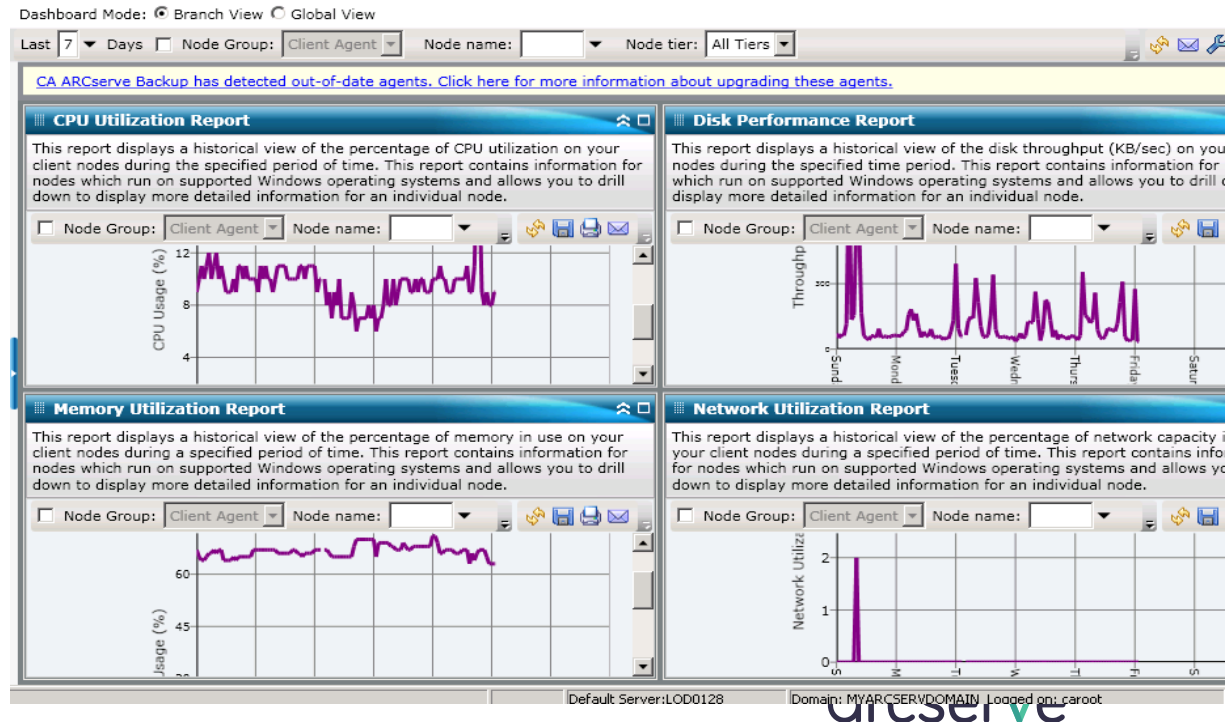 Dashboard Mode: Branch View Global View
Last 7 Days Node Group: Client Agent Node name: Node tier: All Tiers
CA ARCserve Backup has detected out-of-date agents. Click here for more information about upgrading these agents.
CPU Utilization Report
This report displays a historical view of the percentage of CPU utilization on your
client nodes during the specified period of time. This report contains information for
nodes which run on supported Windows operating systems and allows you to drill
down to display more detailed information for an individual node.
Node Group: Client Agent Node name:
CPU Usage (%)
12
8
4
Disk Performance Report
This report displays a historical view of the disk throughput (KB/sec) on you
nodes during the specified time period. This report contains information for
which run on supported Windows operating systems and allows you to drill
display more detailed information for an individual node.
Node Group: Client Agent Node name:
Throughp
300
0
Sund Mond Tues Wedn Thurs Frida Satur
Memory Utilization Report
This report displays a historical view of the percentage of memory in use on your
client nodes during a specified period of time. This report contains information for
nodes which run on supported Windows operating systems and allows you to drill
down to display more detailed information for an individual node.
Node Group: Client Agent Node name:
Usage (%)
60
45
Network Utilization Report
This report displays a historical view of the percentage of network capacity i
your client nodes during a specified period of time. This report contains infor
for nodes which run on supported Windows operating systems and allows yo
down to display more detailed information for an individual node.
Node Group: Client Agent Node name:
Network Utiliza
2
1
0
Default Server:LOD0128 Domain: MYARCSERVDOMAIN Logged on: caroot
arcserve